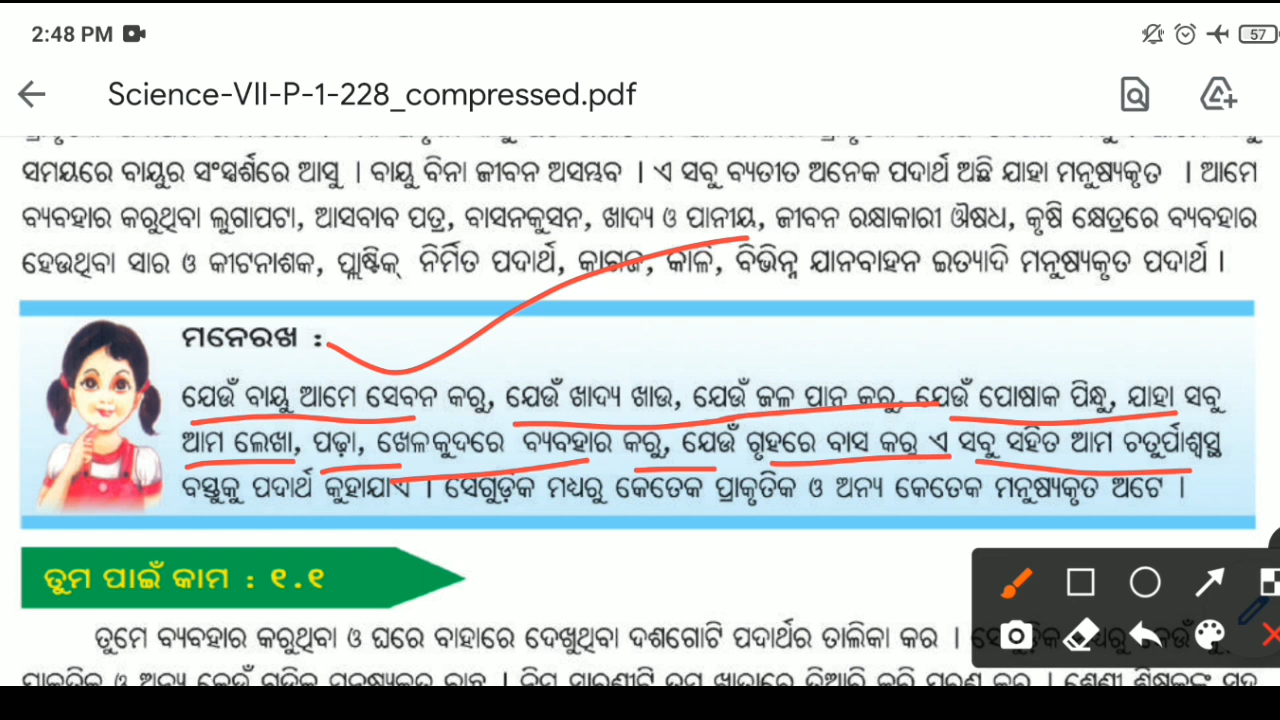 2:48 PM
57
Science-VII-P-1-228_compressed.pdf
ସମୟରେ ବାୟୁର ସଂସ୍ପର୍ଶରେ ଆସୁ । ବାୟୁ ବିନା ଜୀବନ ଅସମ୍ଭବ । ଏ ସବୁ ବ୍ୟତୀତ ଅନେକ ପଦାର୍ଥ ଅଛି ଯାହା ମନୁଷ୍ୟକୃତ । ଆମେ
ବ୍ୟବହାର କରୁଥିବା ଲୁଗାପଟା, ଆସବାବ ପତ୍ର, ବାସନକୁସନ, ଖାଦ୍ୟ ଓ ପାନୀୟ, ଜୀବନ ରକ୍ଷାକାରୀ ଔଷଧ, କୃଷି କ୍ଷେତ୍ରରେ ବ୍ୟବହାର
ହେଉଥିବା ସାର ଓ କୀଟନାଶକ, ପ୍ଲାଷ୍ଟିକ୍ ନିର୍ମିତ ପଦାର୍ଥ, କାଗଜ, କାଳି, ବିଭିନ୍ନ ଯାନବାହନ ଇତ୍ୟାଦି ମନୁଷ୍ୟକୃତ ପଦାର୍ଥ ।
ମନେରଖ :
ଯେଉଁ ବାୟୁ ଆମେ ସେବନ କରୁ, ଯେଉଁ ଖାଦ୍ୟ ଖାଉ, ଯେଉଁ ଜଳ ପାନ କରୁ, ଯେଉଁ ପୋଷାକ ପିନ୍ଧୁ, ଯାହା ସବୁ
ଆମ ଲେଖା, ପଢ଼ା, ଖେଳକୁଦରେ ବ୍ୟବହାର କରୁ, ଯେଉଁ ଗୃହରେ ବାସ କରୁ ଏ ସବୁ ସହିତ ଆମ ଚତୁର୍ପାଶ୍ୱସ୍ଥ
ବସ୍ତୁକୁ ପଦାର୍ଥ କୁହାଯାଏ । ସେଗୁଡ଼ିକ ମଧ୍ୟରୁ କେତେକ ପ୍ରାକୃତିକ ଓ ଅନ୍ୟ କେତେକ ମନୁଷ୍ୟକୃତ ଅଟେ ।
ତୁମ ପାଇଁ କାମ : ୧.୧
ତୁମେ ବ୍ୟବହାର କରୁଥିବା ଓ ଘରେ ବାହାରେ ଦେଖୁଥିବା ଦଶଗୋଟି ପଦାର୍ଥର ତାଲିକା କର ।